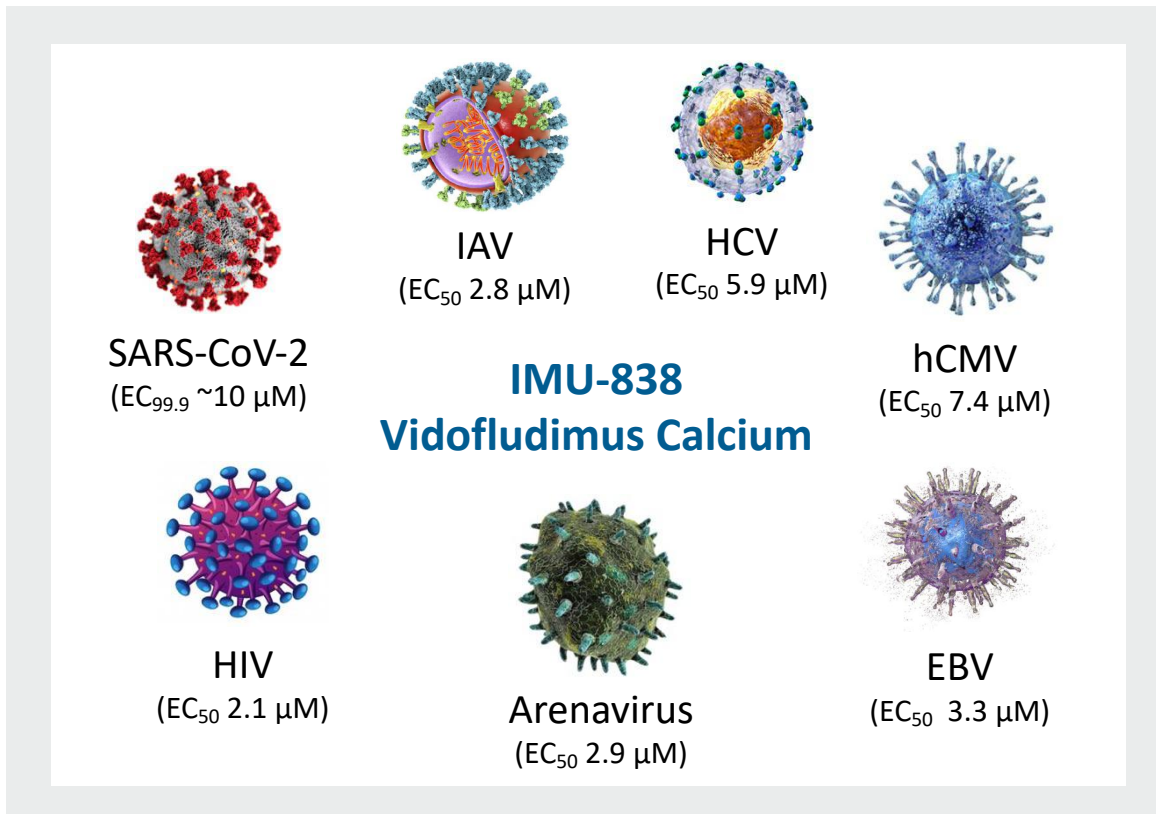 IAV
(EC₅₀ 2.8 µM)
HCV
(EC₅₀ 5.9 µM)
SARS-CoV-2
(EC₉₉.₉ ~10 µM)
hCMV
(EC₅₀ 7.4 µM)
IMU-838
Vidofludimus Calcium
HIV
(EC₅₀ 2.1 µM)
Arenavirus
(EC₅₀ 2.9 µM)
EBV
(EC₅₀ 3.3 µM)